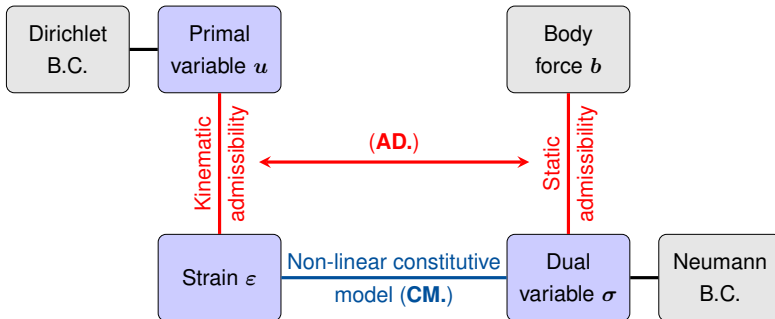 Dirichlet
B.C.
Primal
variable u
Body
force b
Kinematic
admissibility
(AD.)
Static
admissibility
Strain ε
Non-linear constitutive
model (CM.)
Dual
variable σ
Neumann
B.C.